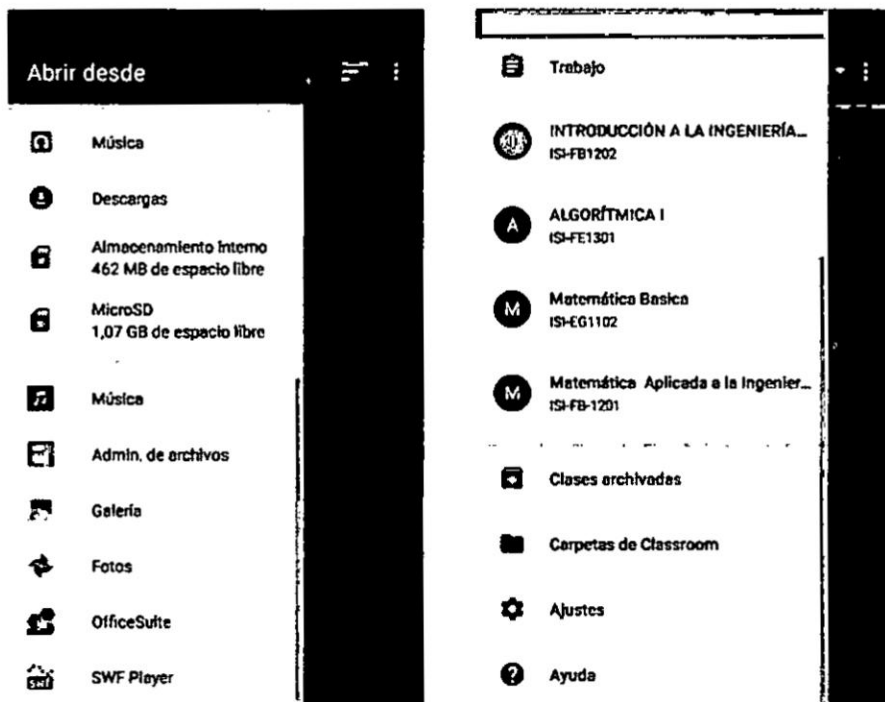 Abrir desde
Música
Descargas
Almacenamiento interno
462 MB de espacio libre
MicroSD
1,07 GB de espacio libre
Música
Admin. de archivos
Galería
Fotos
OfficeSuite
SWF Player
Trabajo
INTRODUCCIÓN A LA INGENIERÍA...
ISI-FB1202
A
ALGORÍTMICA I
ISI-FE1301
M
Matemática Basica
ISI-EG1102
M
Matemática Aplicada a la Ingenier...
ISI-FB-1201
Clases archivadas
Carpetas de Classroom
Ajustes
Ayuda